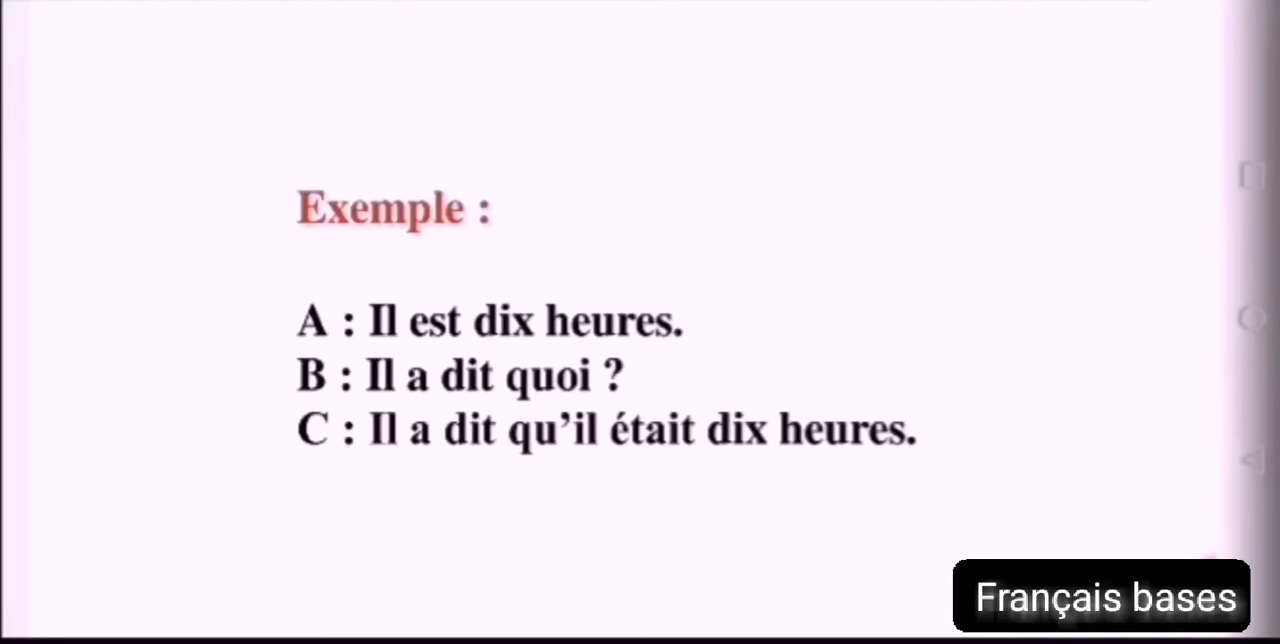 Exemple :
A : Il est dix heures.
B : Il a dit quoi ?
C : Il a dit qu’il était dix heures.
Français bases